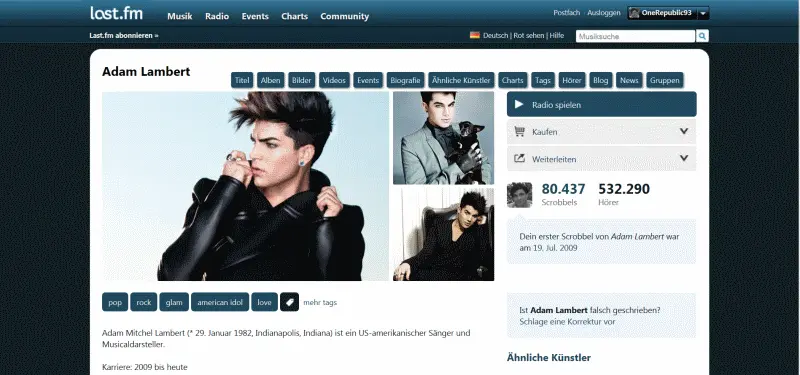 last.fm
Musik Radio Events Charts Community
Postfach Ausloggen OneRepublic93
Last.fm abonnieren »
Deutsch | Rot sehen | Hilfe
Musiksuche
Adam Lambert
Titel Alben Bilder Videos Events Biografie Ähnliche Künstler Charts Tags Hörer Blog News Gruppen
Radio spielen
Kaufen
Weiterleiten
80.437 532.290
Scrobbels Hörer
Dein erster Scrobbel von Adam Lambert war
am 19. Jul. 2009
pop rock glam american idol love mehr tags
Ist Adam Lambert falsch geschrieben?
Schlage eine Korrektur vor
Adam Mitchel Lambert (* 29. Januar 1982, Indianapolis, Indiana) ist ein US-amerikanischer Sänger und
Musicaldarsteller.
Ähnliche Künstler
Karriere: 2009 bis heute